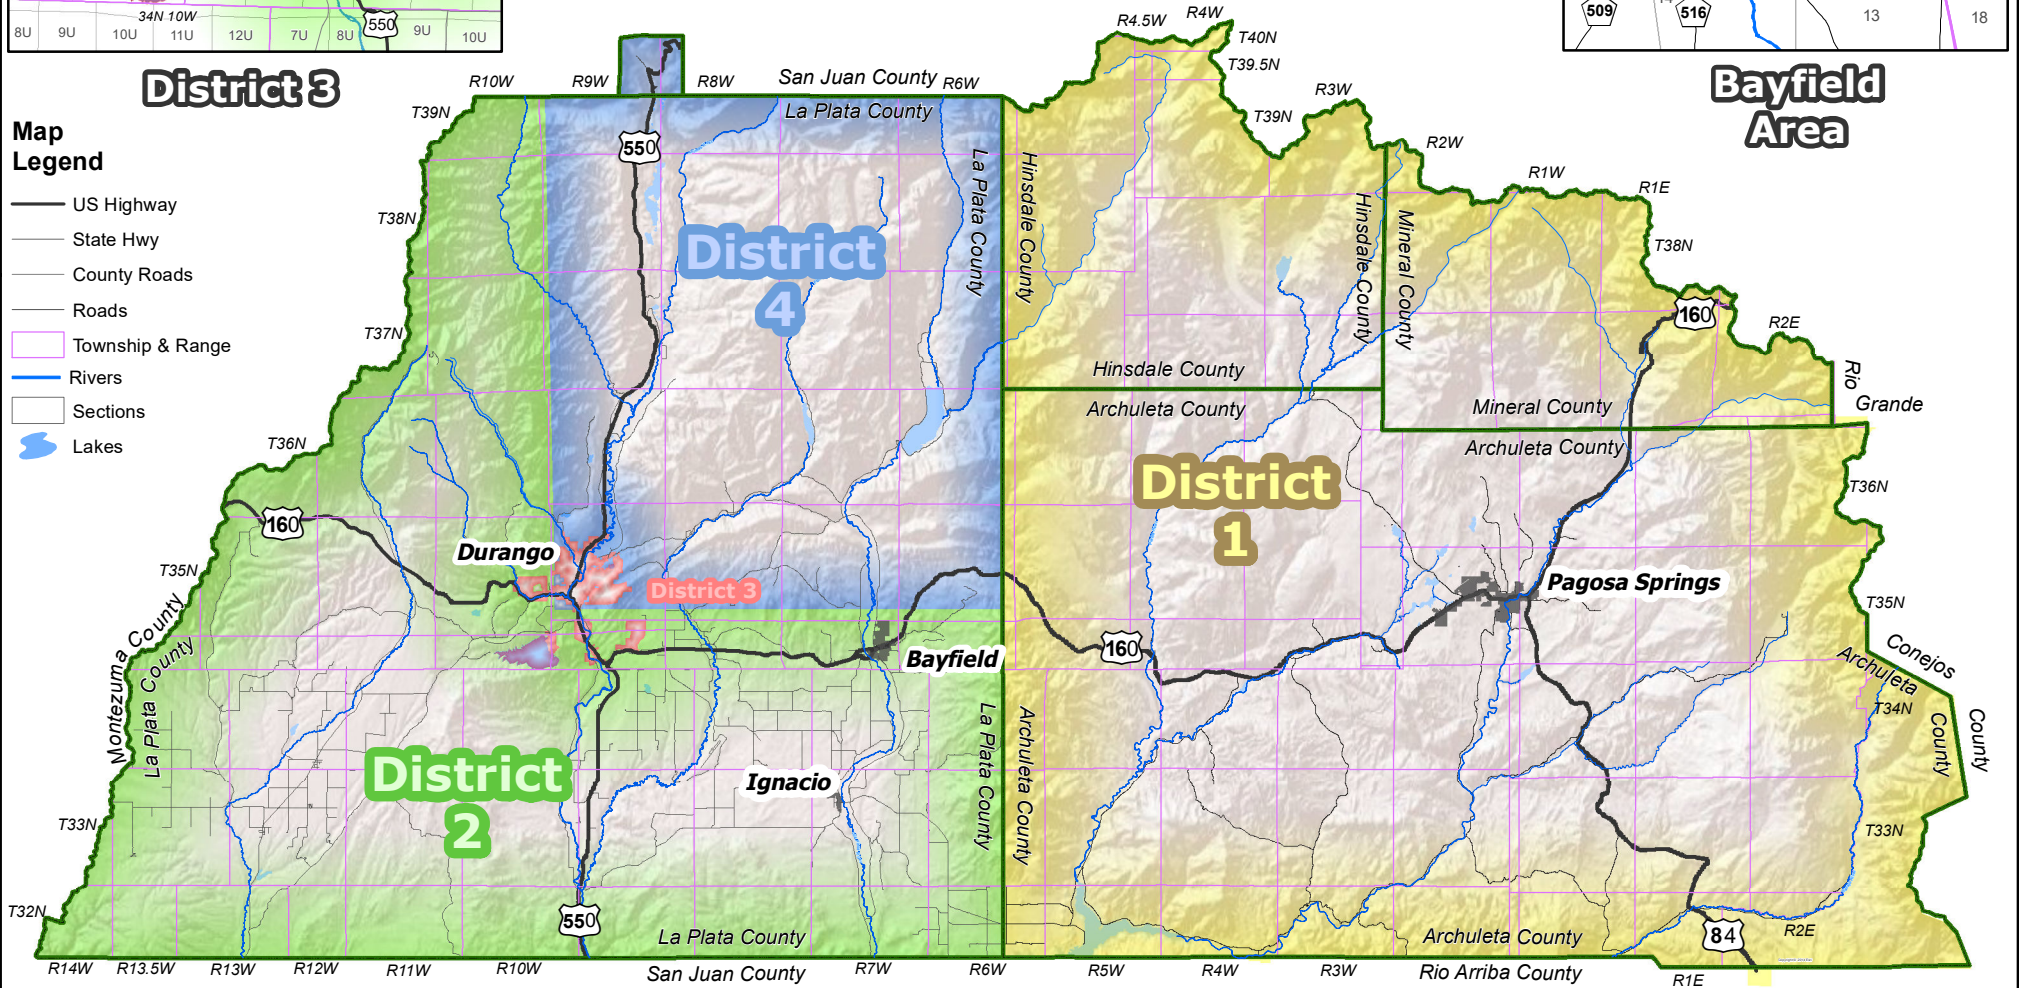 34N 10W
8U
9U
10U
11U
12U
7U
8U
550
9U
10U
509
516
13
18
District 3
Bayfield
Area
Map
Legend
US Highway
State Hwy
County Roads
Roads
Township & Range
Rivers
Sections
Lakes
R10W
R9W
R8W
San Juan County
R6W
La Plata County
R4.5W
R4W
T40N
T39.5N
R3W
T39N
R2W
R1W
R1E
T38N
R2E
T39N
T38N
T37N
T36N
T35N
T33N
T32N
550
160
160
160
550
84
La Plata County
Hinsdale County
Hinsdale County
Mineral County
Hinsdale County
Archuleta County
Mineral County
Archuleta County
Rio
Grande
District
4
District
1
District
2
District 3
Durango
Bayfield
Ignacio
Pagosa Springs
T36N
T35N
Conejos
County
Archuleta
County
T34N
T33N
Montezuma County
La Plata County
La Plata County
Archuleta County
La Plata County
San Juan County
Archuleta County
Rio Arriba County
R14W
R13.5W
R13W
R12W
R11W
R10W
R7W
R6W
R5W
R4W
R3W
R2E
R1E